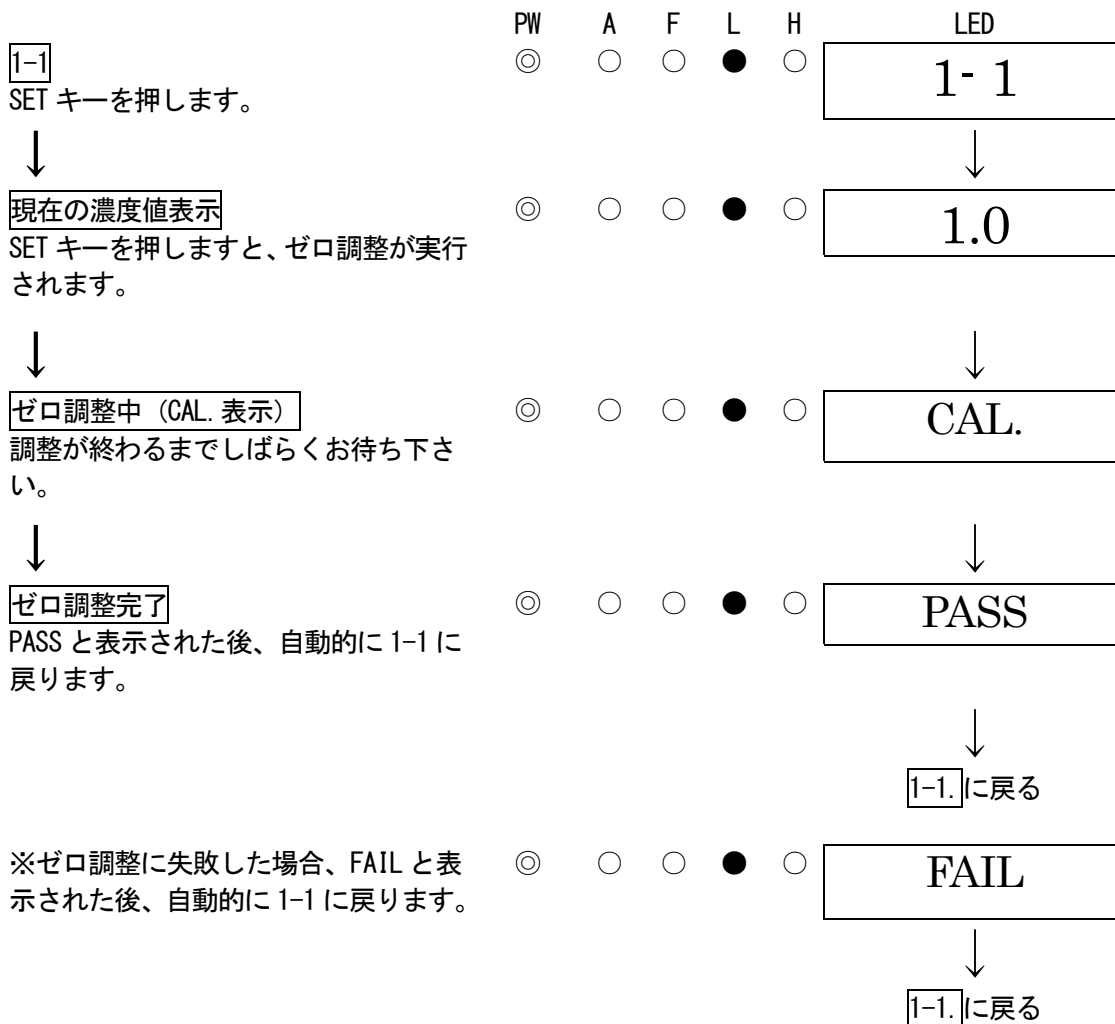 PW A F L H LED
1-1 ◎ ○ ○ ● ○ 1- 1
SET キーを押します。
↓ ↓
現在の濃度値表示 ◎ ○ ○ ● ○ 1.0
SET キーを押しますと、ゼロ調整が実行
されます。
↓ ↓
ゼロ調整中（CAL. 表示） ◎ ○ ○ ● ○ CAL.
調整が終わるまでしばらくお待ち下さ
い。
↓ ↓
ゼロ調整完了 ◎ ○ ○ ● ○ PASS
PASS と表示された後、自動的に 1-1 に
戻ります。
↓
1-1. に戻る
※ゼロ調整に失敗した場合、FAIL と表 ◎ ○ ○ ● ○ FAIL
示された後、自動的に 1-1 に戻ります。
↓
1-1. に戻る